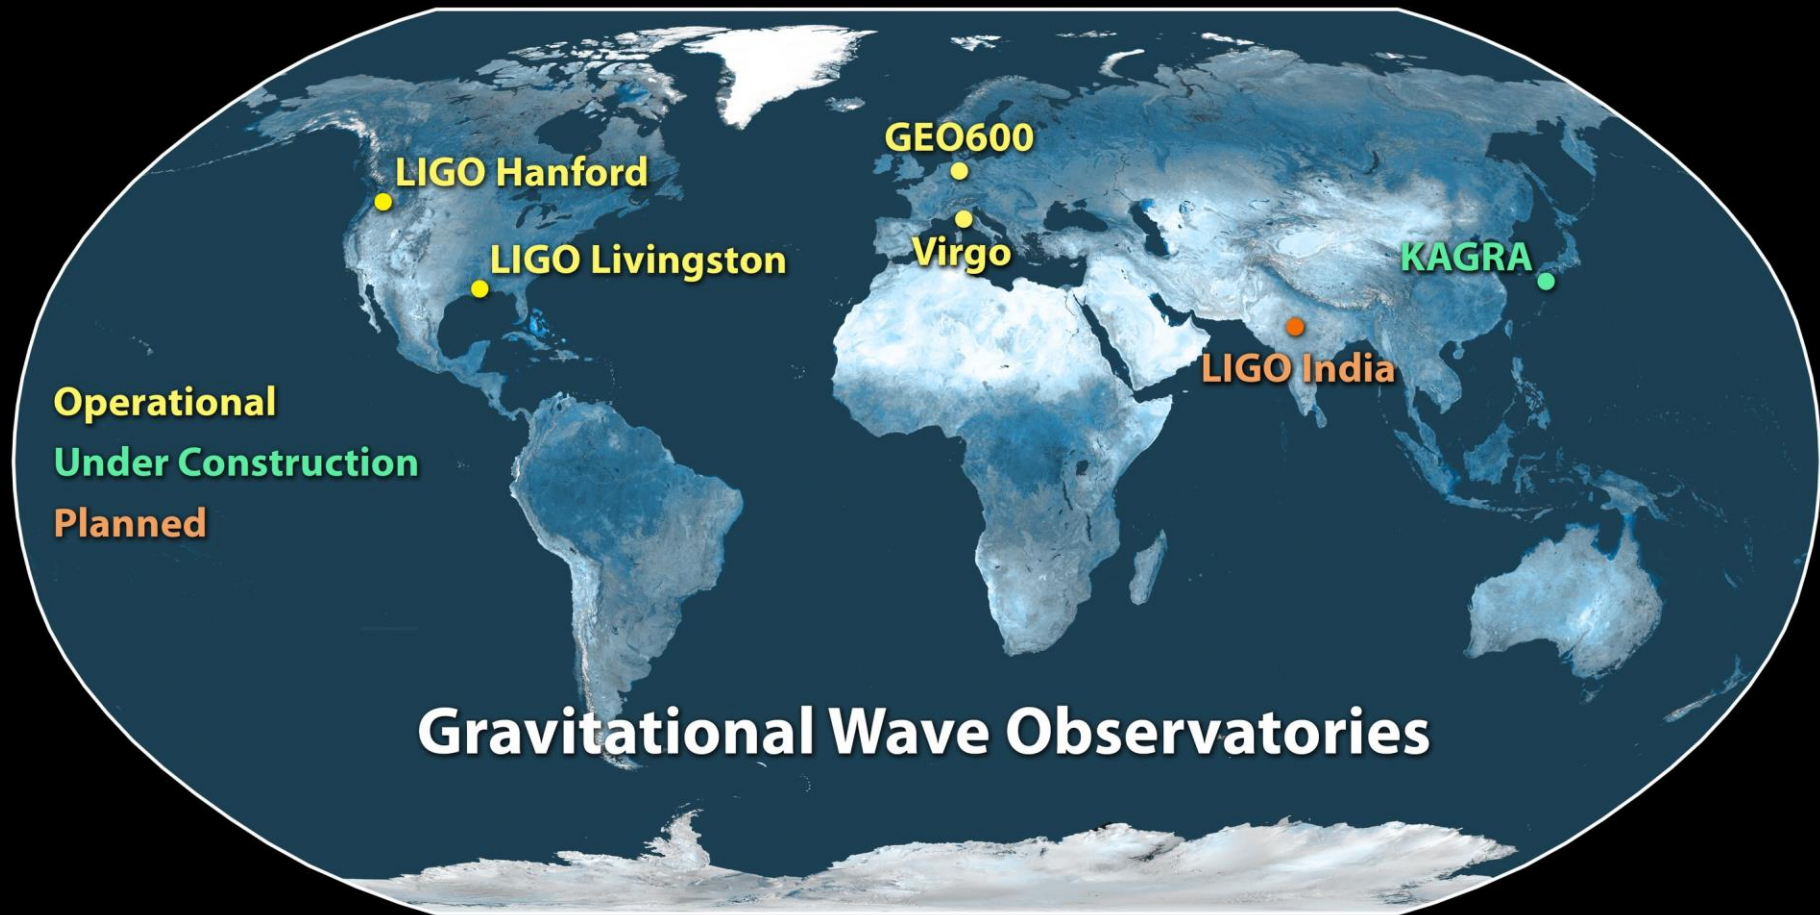 GEO600
LIGO Hanford
LIGO Livingston
Virgo
KAGRA
LIGO India
Operational
Under Construction
Planned
Gravitational Wave Observatories